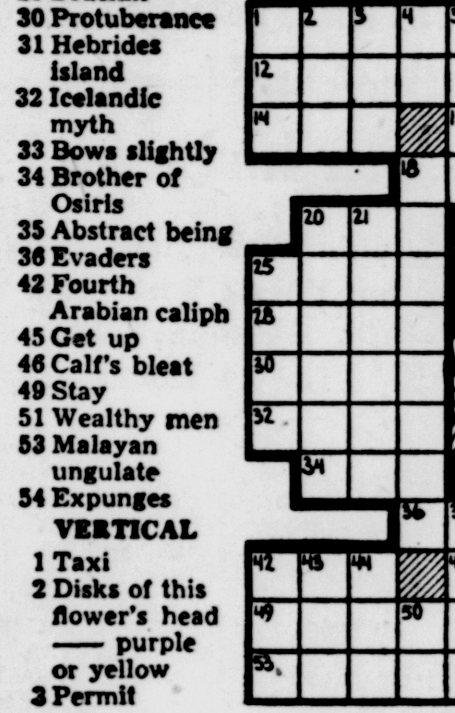 30 Protuberance
31 Hebrides
island
32 Icelandic
myth
33 Bows slightly
34 Brother of
Osiris
35 Abstract being
36 Evaders
42 Fourth
Arabian caliph
45 Get up
46 Calf's bleat
49 Stay
51 Wealthy men
53 Malayan
ungulate
54 Expunges
VERTICAL
1 Taxi
2 Disks of this
flower's head
—— purple
or yellow
3 Permit
1 2 3 4
12
14
18
20 21
25
28
30
32
34
36
42 43 44
49 50
53